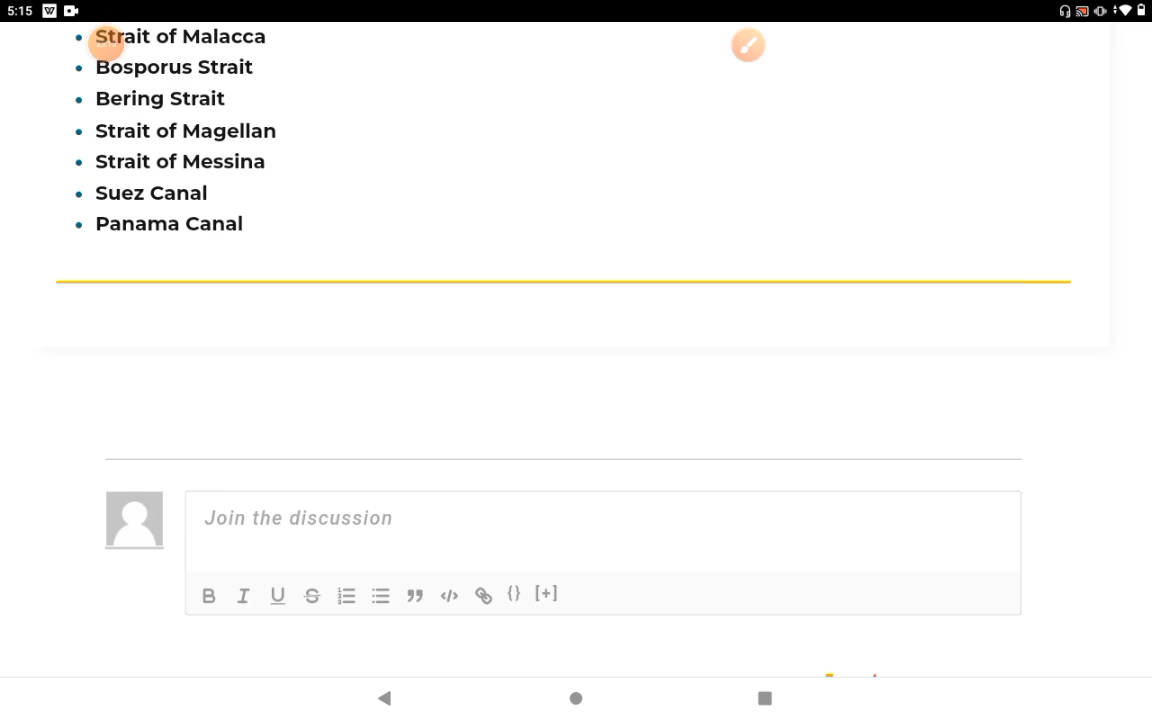 5:15
Strait of Malacca
Bosporus Strait
Bering Strait
Strait of Magellan
Strait of Messina
Suez Canal
Panama Canal
Join the discussion
B I U S </> {} [+]